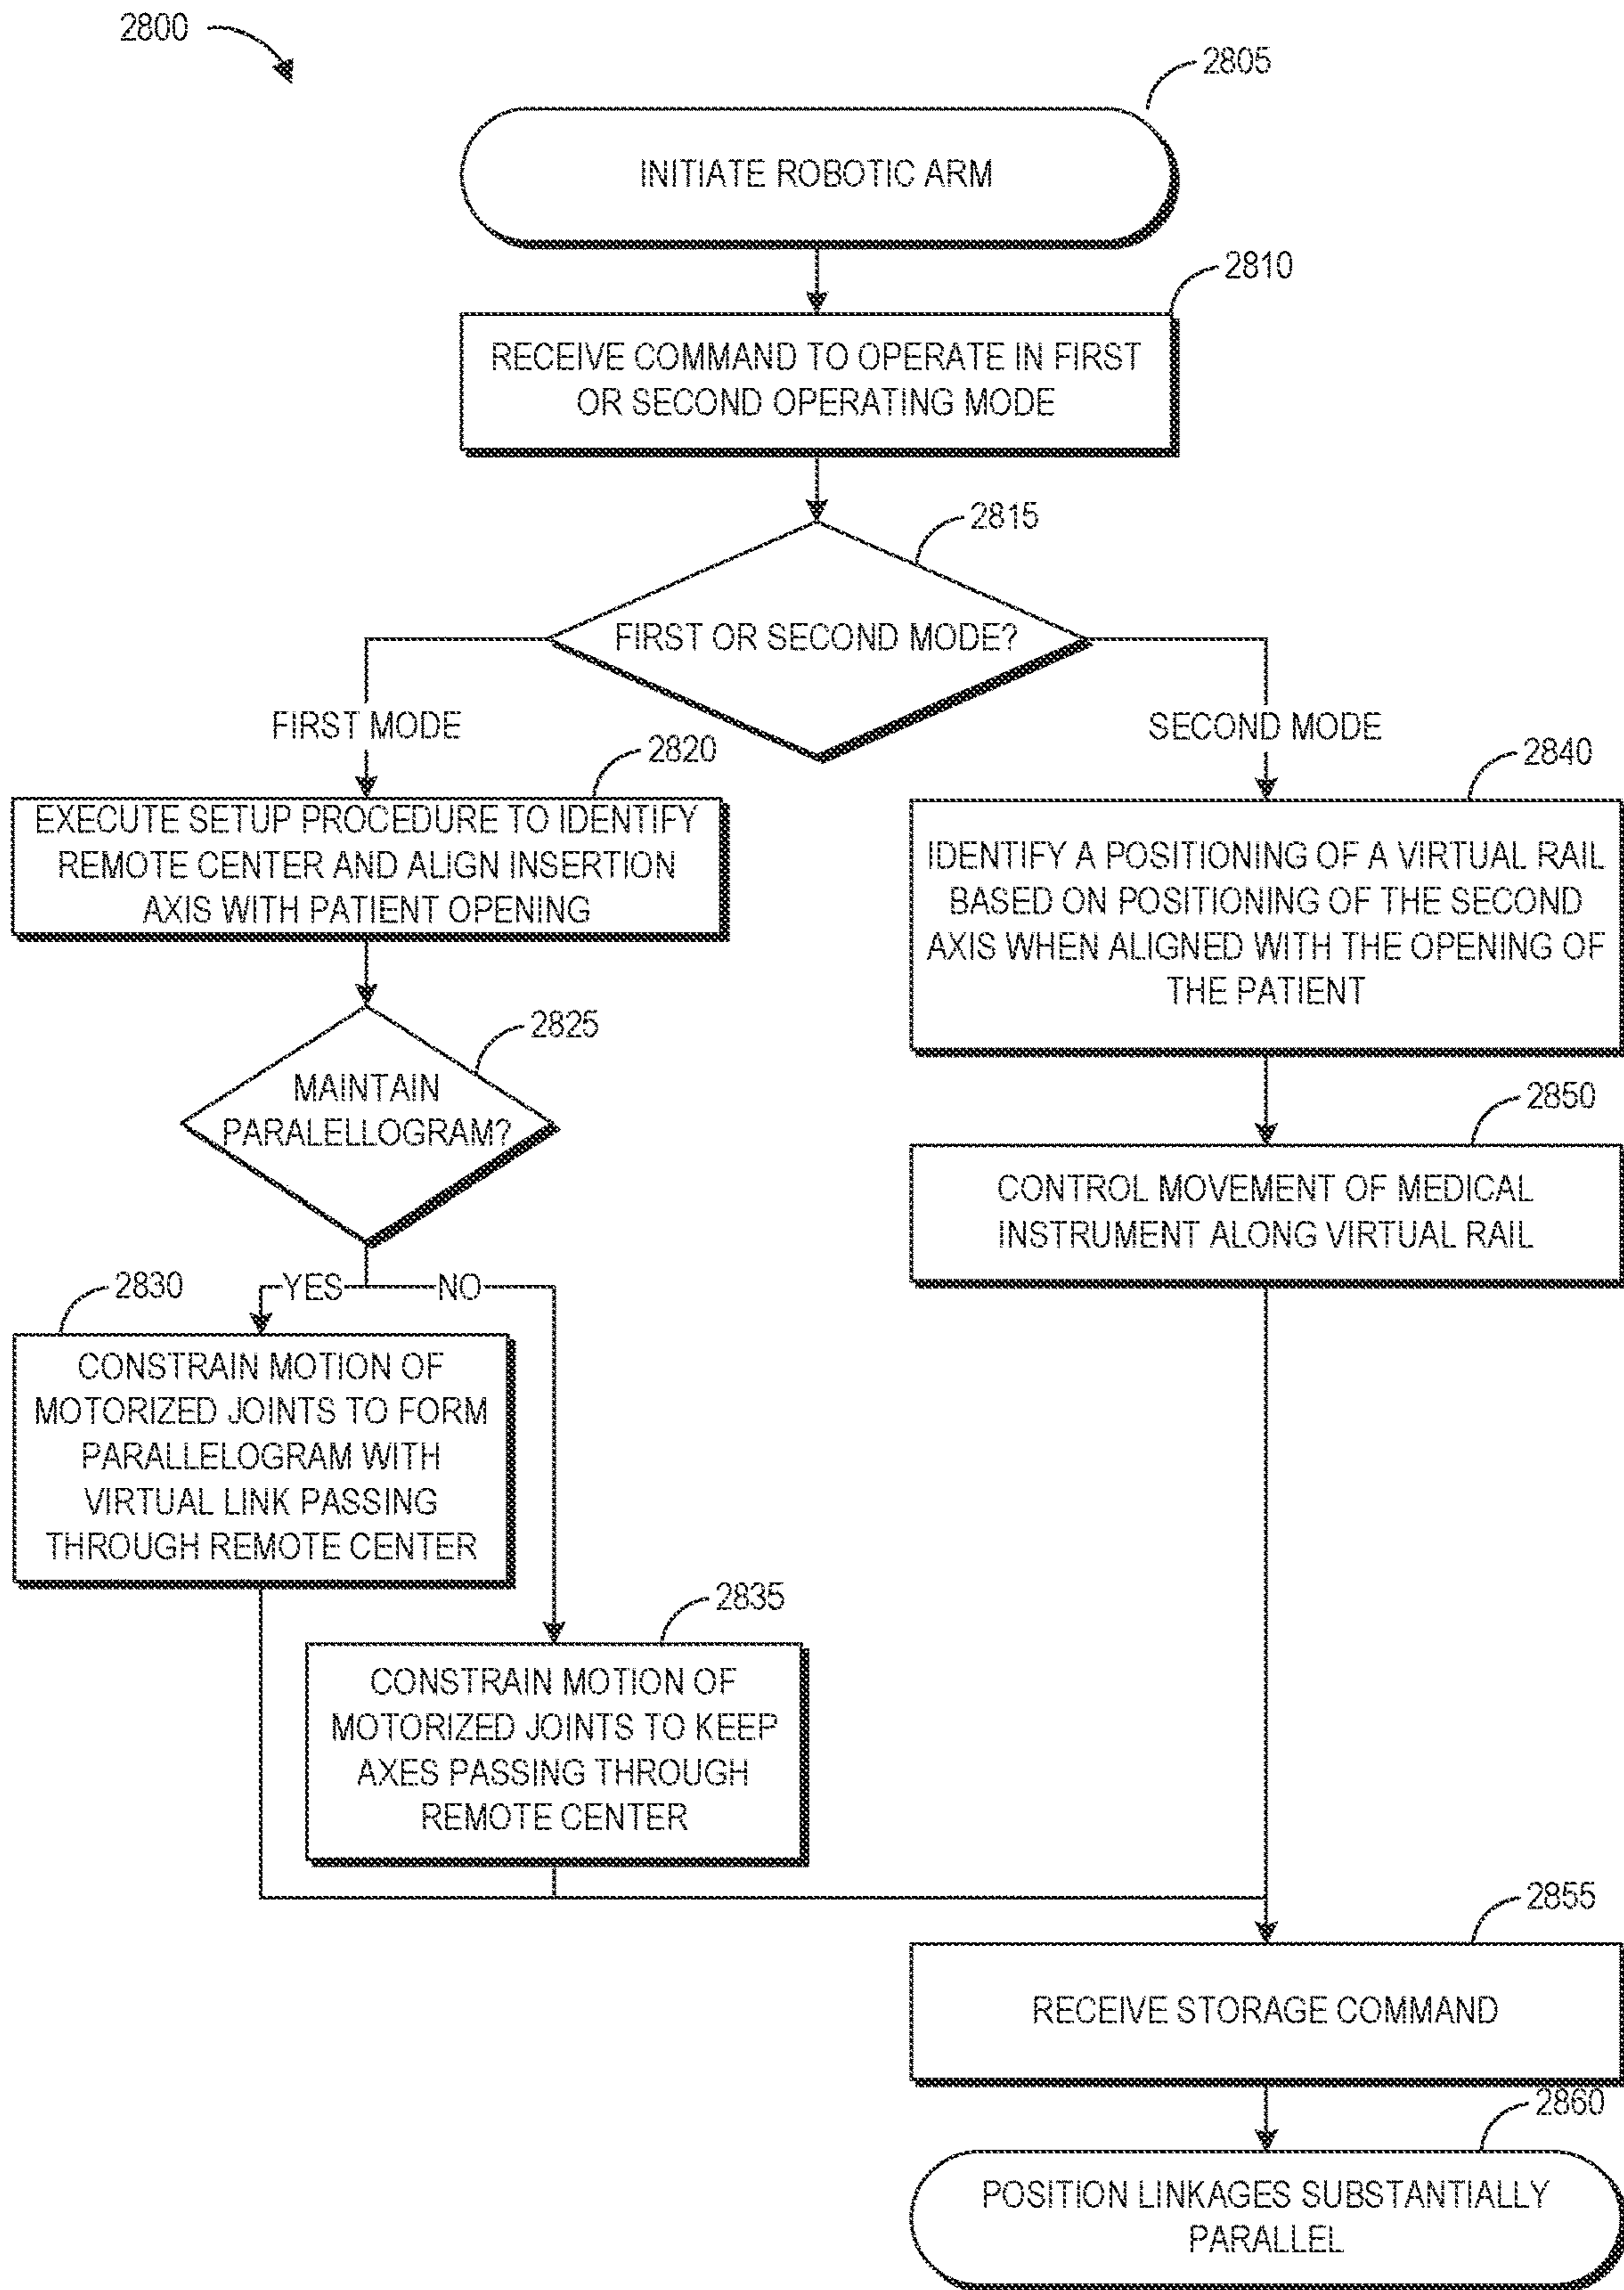 2800
2805
INITIATE ROBOTIC ARM
2810
RECEIVE COMMAND TO OPERATE IN FIRST
OR SECOND OPERATING MODE
2815
FIRST OR SECOND MODE?
FIRST MODE
2820
EXECUTE SETUP PROCEDURE TO IDENTIFY
REMOTE CENTER AND ALIGN INSERTION
AXIS WITH PATIENT OPENING
2825
MAINTAIN
PARALELLOGRAM?
YES
NO
2830
CONSTRAIN MOTION OF
MOTORIZED JOINTS TO FORM
PARALLELOGRAM WITH
VIRTUAL LINK PASSING
THROUGH REMOTE CENTER
2835
CONSTRAIN MOTION OF
MOTORIZED JOINTS TO KEEP
AXES PASSING THROUGH
REMOTE CENTER
SECOND MODE
2840
IDENTIFY A POSITIONING OF A VIRTUAL RAIL
BASED ON POSITIONING OF THE SECOND
AXIS WHEN ALIGNED WITH THE OPENING OF
THE PATIENT
2850
CONTROL MOVEMENT OF MEDICAL
INSTRUMENT ALONG VIRTUAL RAIL
2855
RECEIVE STORAGE COMMAND
2860
POSITION LINKAGES SUBSTANTIALLY
PARALLEL